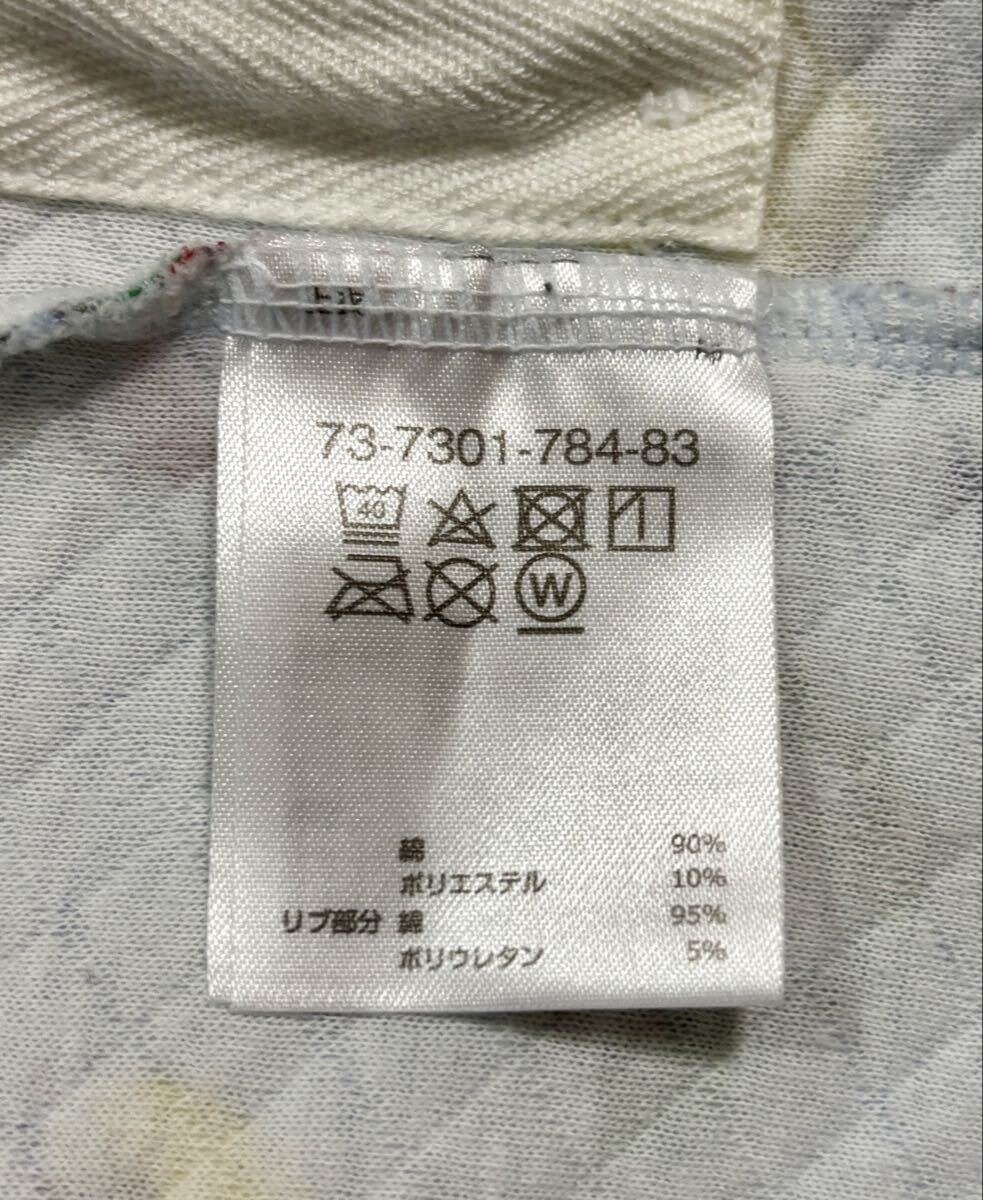 73-7301-784-83
40
W
綿 90%
ポリエステル 10%
リブ部分 綿 95%
ポリウレタン 5%